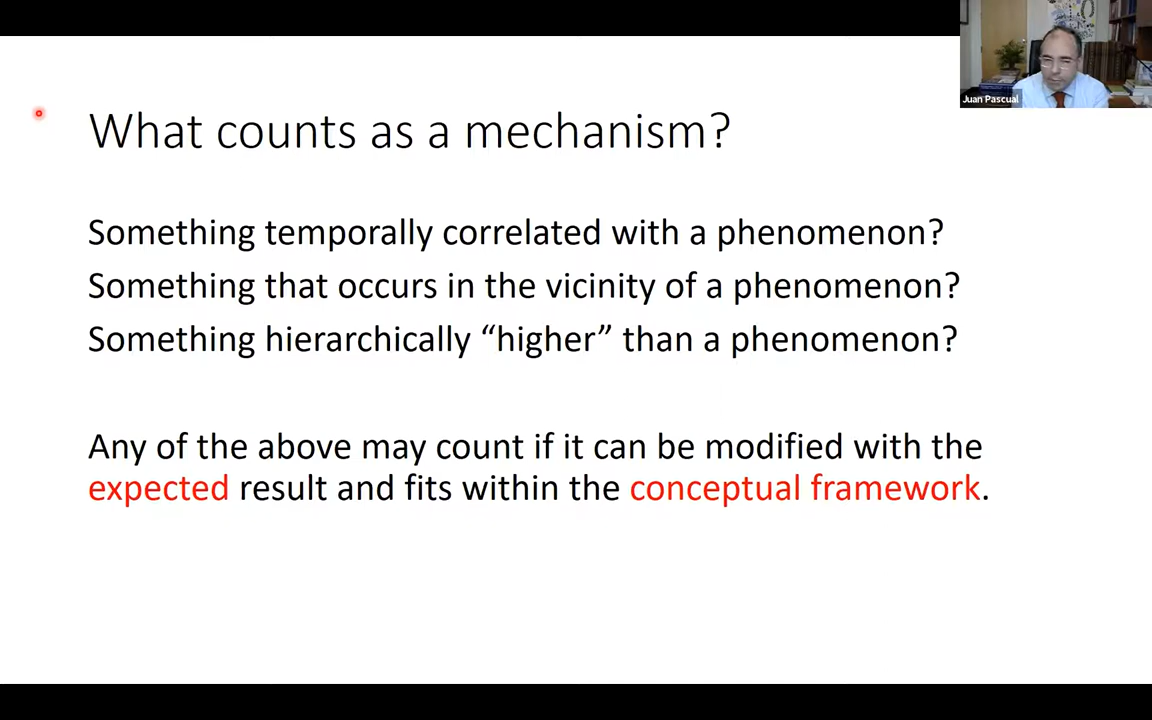 Juan Pascual
What counts as a mechanism?
Something temporally correlated with a phenomenon?
Something that occurs in the vicinity of a phenomenon?
Something hierarchically “higher” than a phenomenon?
Any of the above may count if it can be modified with the
expected result and fits within the conceptual framework.